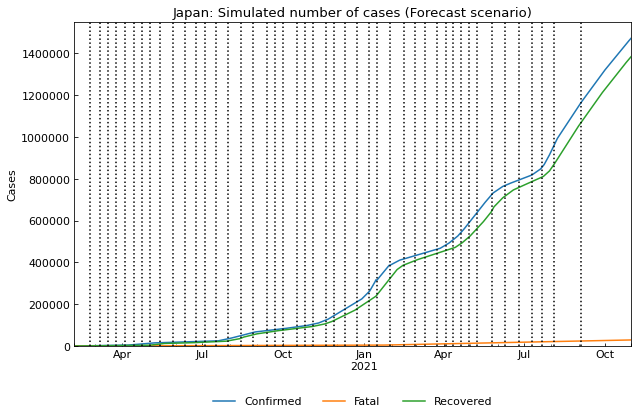 Japan: Simulated number of cases (Forecast scenario)
1400000
1200000
1000000
800000
600000
400000
200000
0
Cases
Apr Jul Oct Jan Apr Jul Oct
2021
Confirmed Fatal Recovered